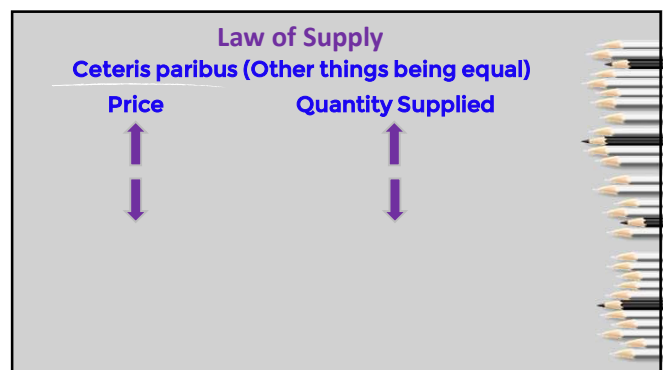 Law of Supply
Ceteris paribus (Other things being equal)
Price Quantity Supplied